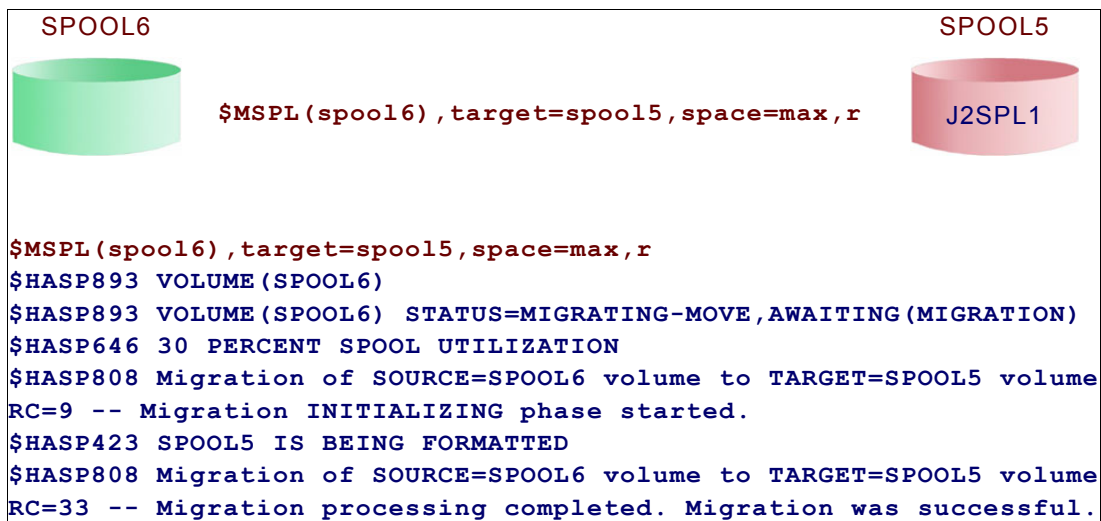 SPOOL6
SPOOL5
$MSPL(spool6),target=spool5,space=max,r
J2SPL1
$MSPL(spool6),target=spool5,space=max,r
$HASP893 VOLUME(SPOOL6)
$HASP893 VOLUME(SPOOL6) STATUS=MIGRATING-MOVE,AWAITING(MIGRATION)
$HASP646 30 PERCENT SPOOL UTILIZATION
$HASP808 Migration of SOURCE=SPOOL6 volume to TARGET=SPOOL5 volume
RC=9 -- Migration INITIALIZING phase started.
$HASP423 SPOOL5 IS BEING FORMATTED
$HASP808 Migration of SOURCE=SPOOL6 volume to TARGET=SPOOL5 volume
RC=33 -- Migration processing completed. Migration was successful.